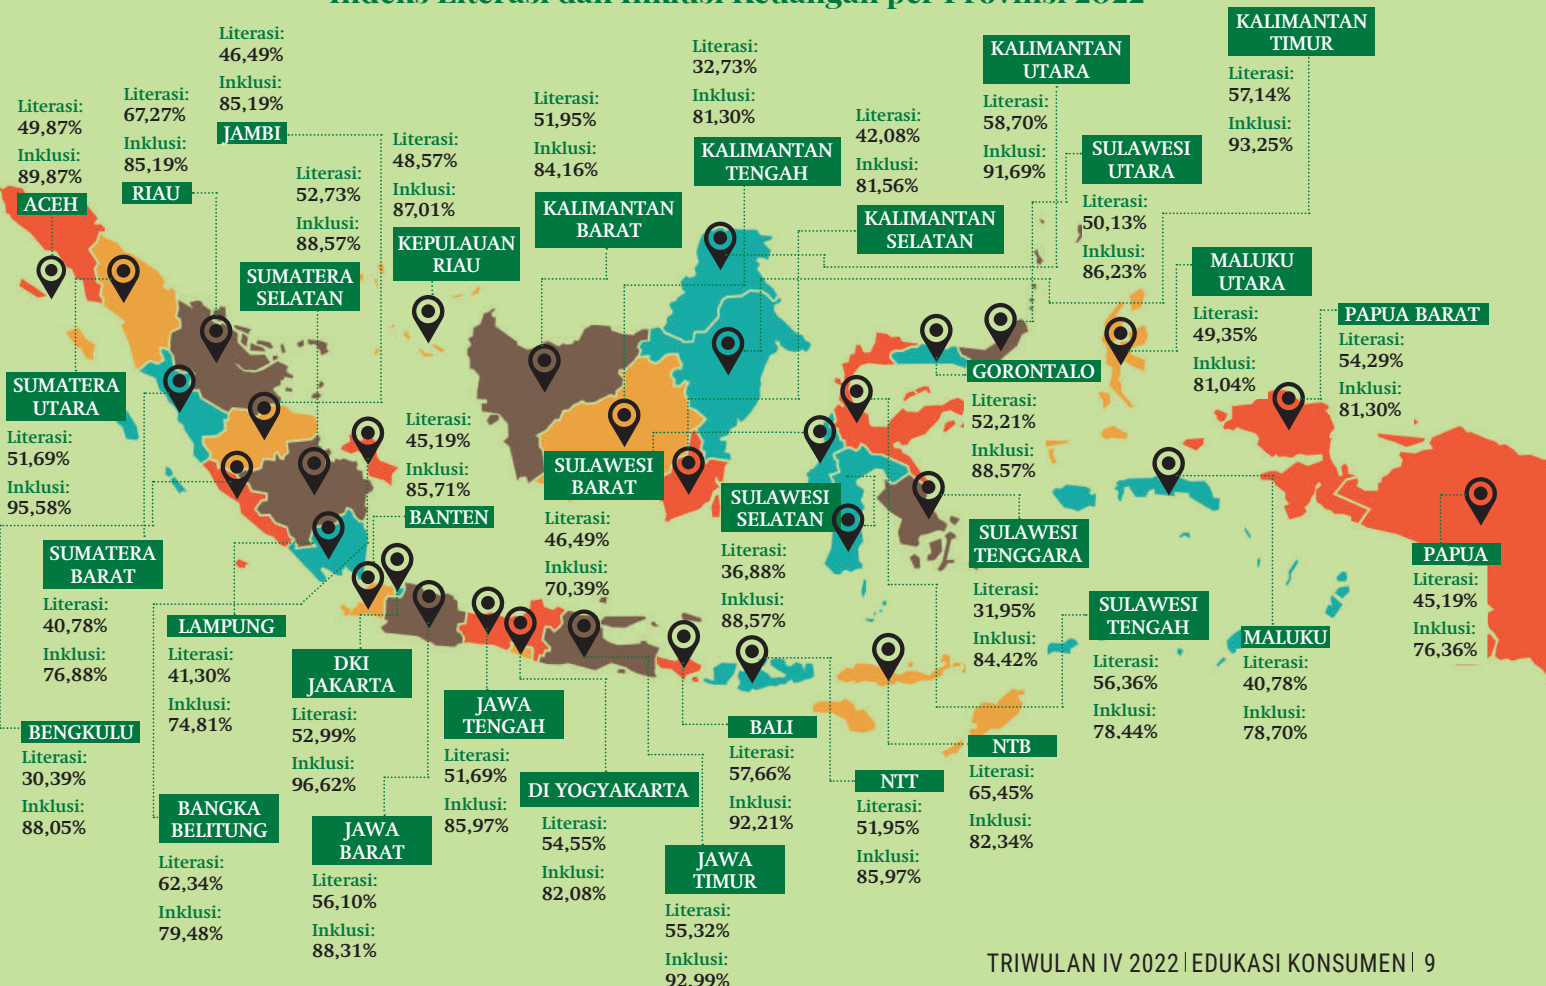 Indeks Literasi dan Inklusi Keuangan per Provinsi 2022
Literasi:
49,87%
Inklusi:
89,87%
ACEH
Literasi:
67,27%
Inklusi:
85,19%
RIAU
Literasi:
46,49%
Inklusi:
85,19%
JAMBI
Literasi:
52,73%
Inklusi:
88,57%
SUMATERA
SELATAN
Literasi:
48,57%
Inklusi:
87,01%
KEPULAUAN
RIAU
Literasi:
51,95%
Inklusi:
84,16%
KALIMANTAN
BARAT
Literasi:
32,73%
Inklusi:
81,30%
KALIMANTAN
TENGAH
Literasi:
42,08%
Inklusi:
81,56%
KALIMANTAN
SELATAN
KALIMANTAN
UTARA
Literasi:
58,70%
Inklusi:
91,69%
KALIMANTAN
TIMUR
Literasi:
57,14%
Inklusi:
93,25%
SULAWESI
UTARA
Literasi:
50,13%
Inklusi:
86,23%
MALUKU
UTARA
Literasi:
49,35%
Inklusi:
81,04%
PAPUA BARAT
Literasi:
54,29%
Inklusi:
81,30%
GORONTALO
Literasi:
52,21%
Inklusi:
88,57%
SUMATERA
UTARA
Literasi:
51,69%
Inklusi:
95,58%
Literasi:
45,19%
Inklusi:
85,71%
BANTEN
SULAWESI
BARAT
Literasi:
46,49%
Inklusi:
70,39%
SULAWESI
SELATAN
Literasi:
36,88%
Inklusi:
88,57%
SULAWESI
TENGGARA
Literasi:
31,95%
Inklusi:
84,42%
SULAWESI
TENGAH
Literasi:
56,36%
Inklusi:
78,44%
MALUKU
Literasi:
40,78%
Inklusi:
78,70%
PAPUA
Literasi:
45,19%
Inklusi:
76,36%
SUMATERA
BARAT
Literasi:
40,78%
Inklusi:
76,88%
LAMPUNG
Literasi:
41,30%
Inklusi:
74,81%
DKI
JAKARTA
Literasi:
52,99%
Inklusi:
96,62%
JAWA
TENGAH
Literasi:
51,69%
Inklusi:
85,97%
BENGKULU
Literasi:
30,39%
Inklusi:
88,05%
BANGKA
BELITUNG
Literasi:
62,34%
Inklusi:
79,48%
JAWA
BARAT
Literasi:
56,10%
Inklusi:
88,31%
DI YOGYAKARTA
Literasi:
54,55%
Inklusi:
82,08%
BALI
Literasi:
57,66%
Inklusi:
92,21%
JAWA
TIMUR
Literasi:
55,32%
Inklusi:
92,99%
NTT
Literasi:
51,95%
Inklusi:
85,97%
NTB
Literasi:
65,45%
Inklusi:
82,34%
TRIWULAN IV 2022 | EDUKASI KONSUMEN | 9